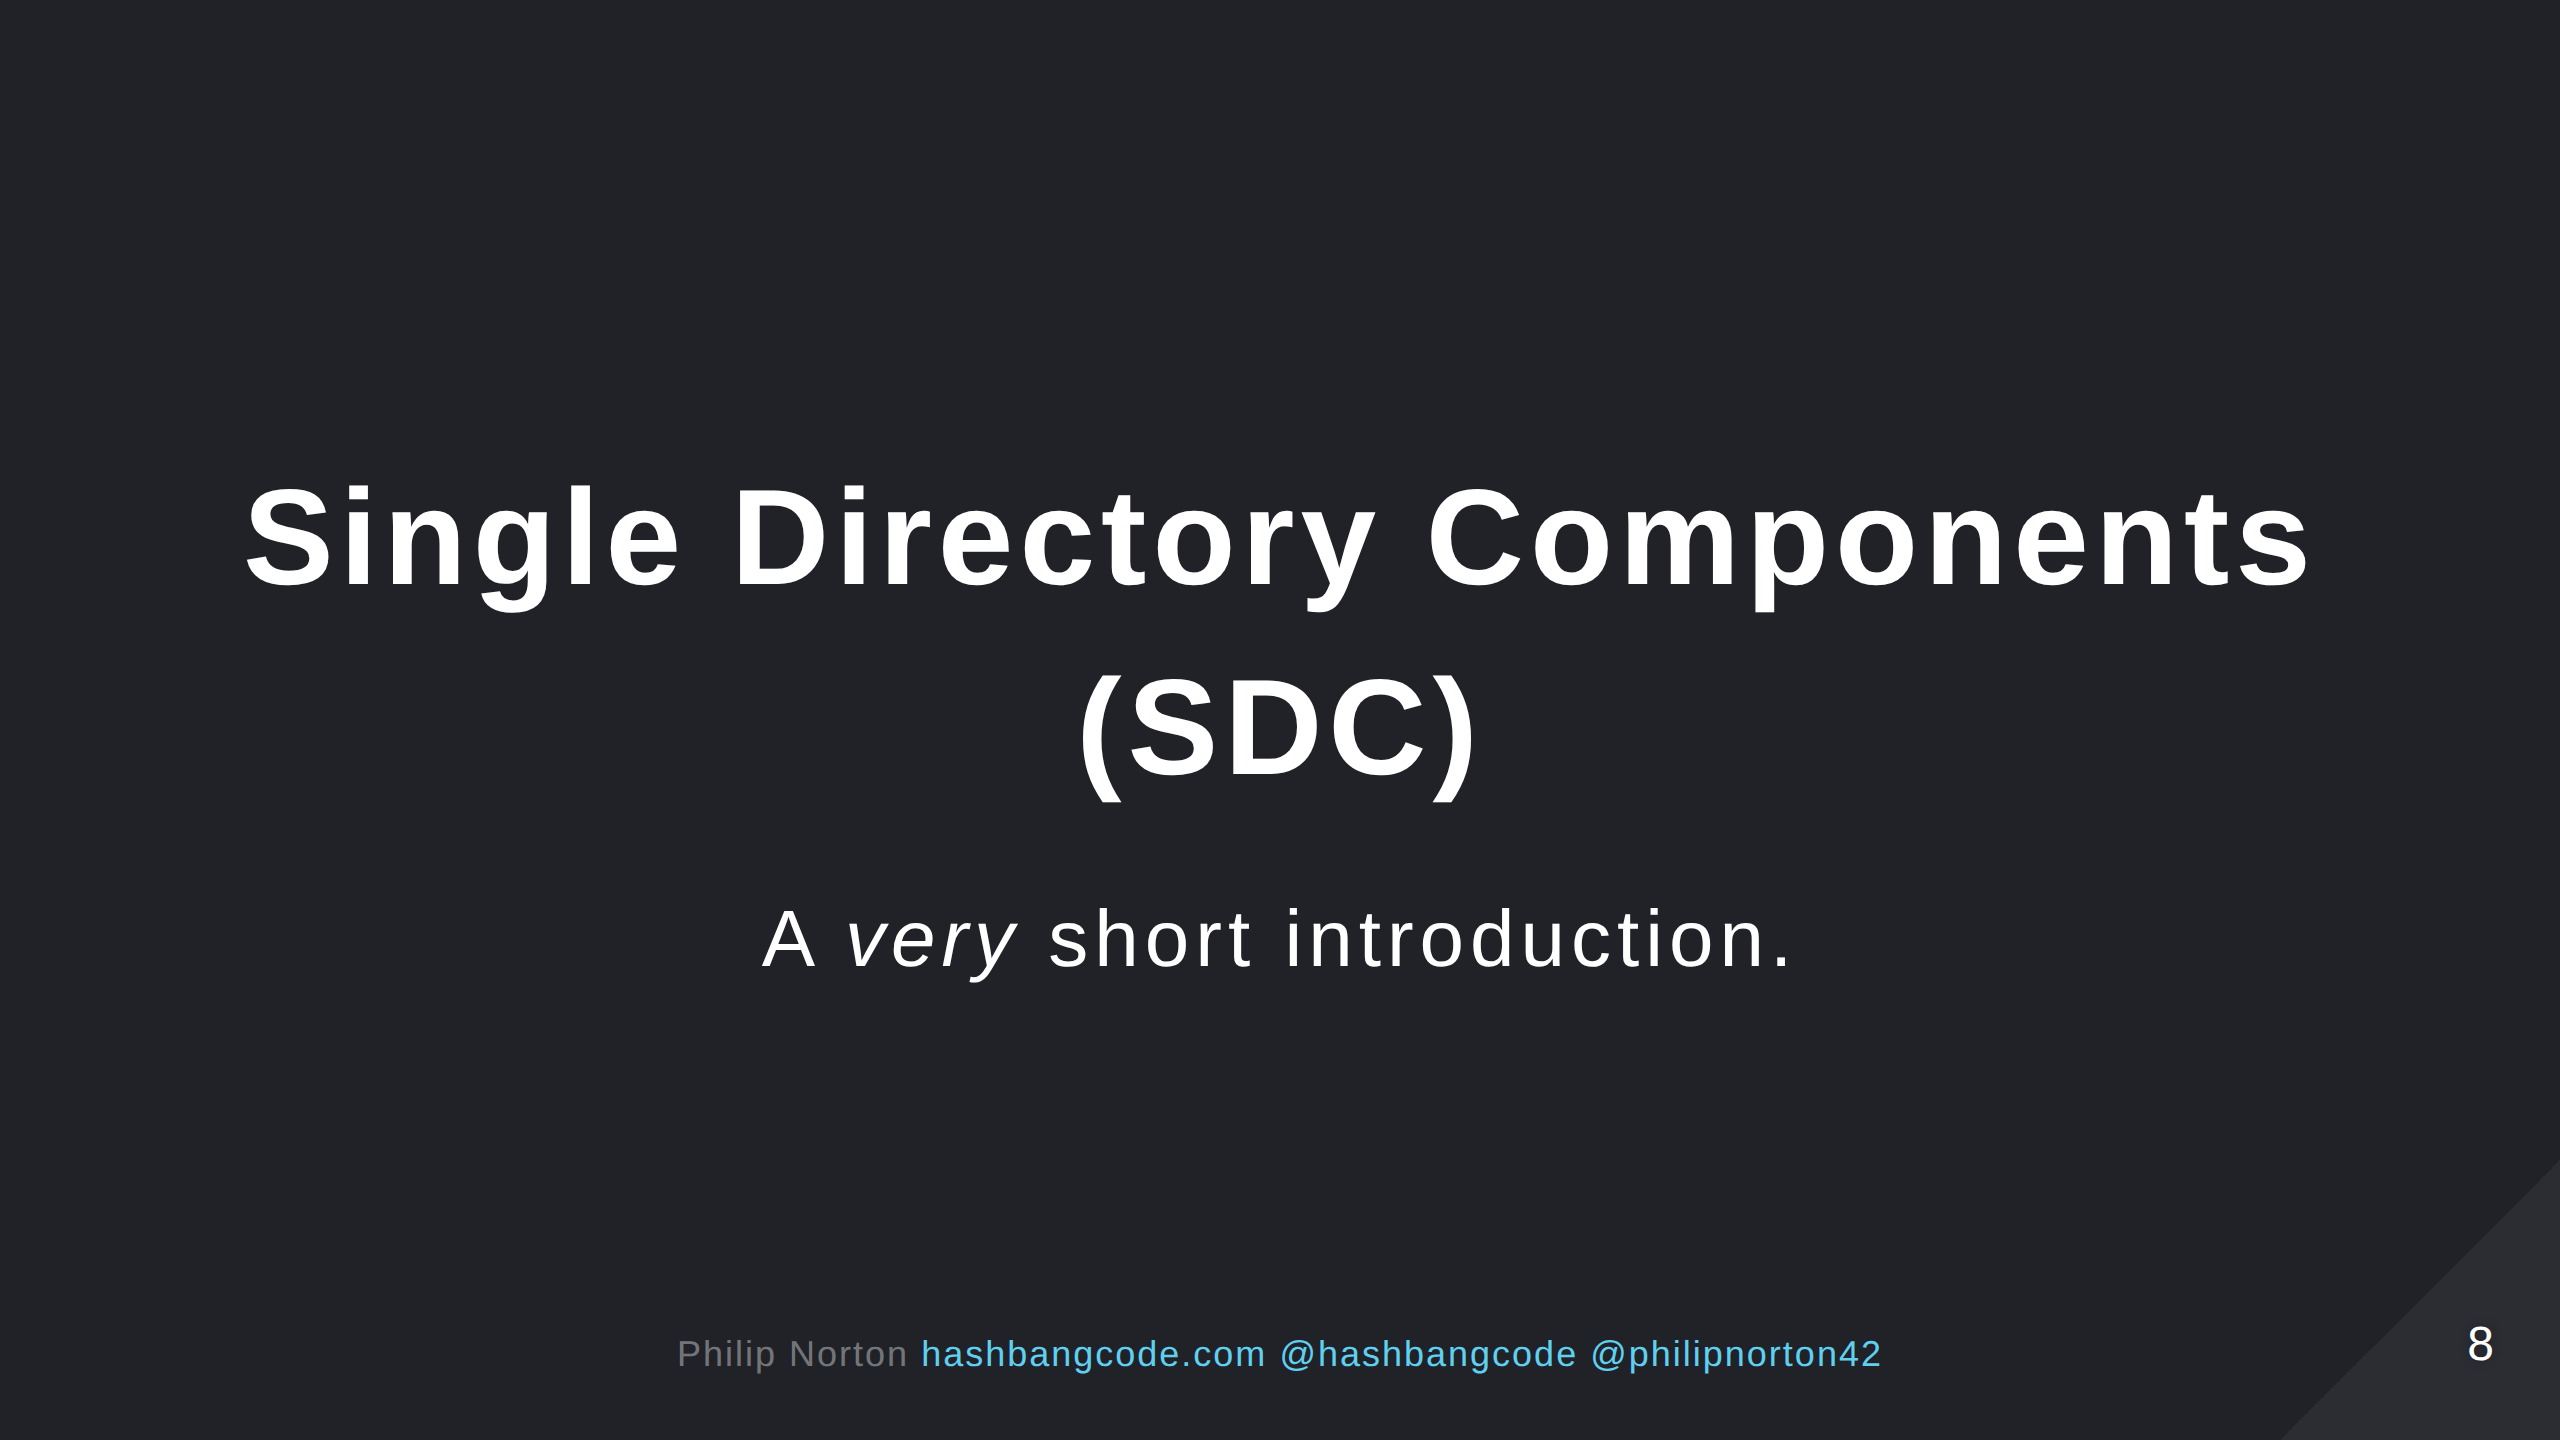 Single Directory Components
(SDC)
A very short introduction.
Philip Norton hashbangcode.com @hashbangcode @philipnorton42
8